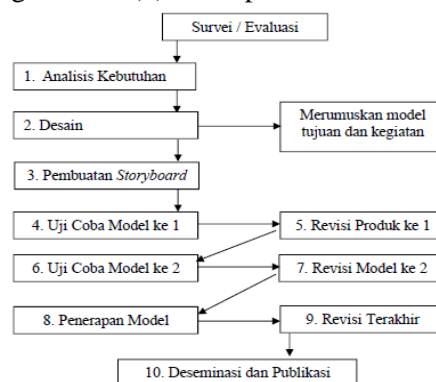 Survei / Evaluasi
1. Analisis Kebutuhan
2. Desain
Merumuskan model
tujuan dan kegiatan
3. Pembuatan Storyboard
4. Uji Coba Model ke 1
5. Revisi Produk ke 1
6. Uji Coba Model ke 2
7. Revisi Model ke 2
8. Penerapan Model
9. Revisi Terakhir
10. Deseminasi dan Publikasi